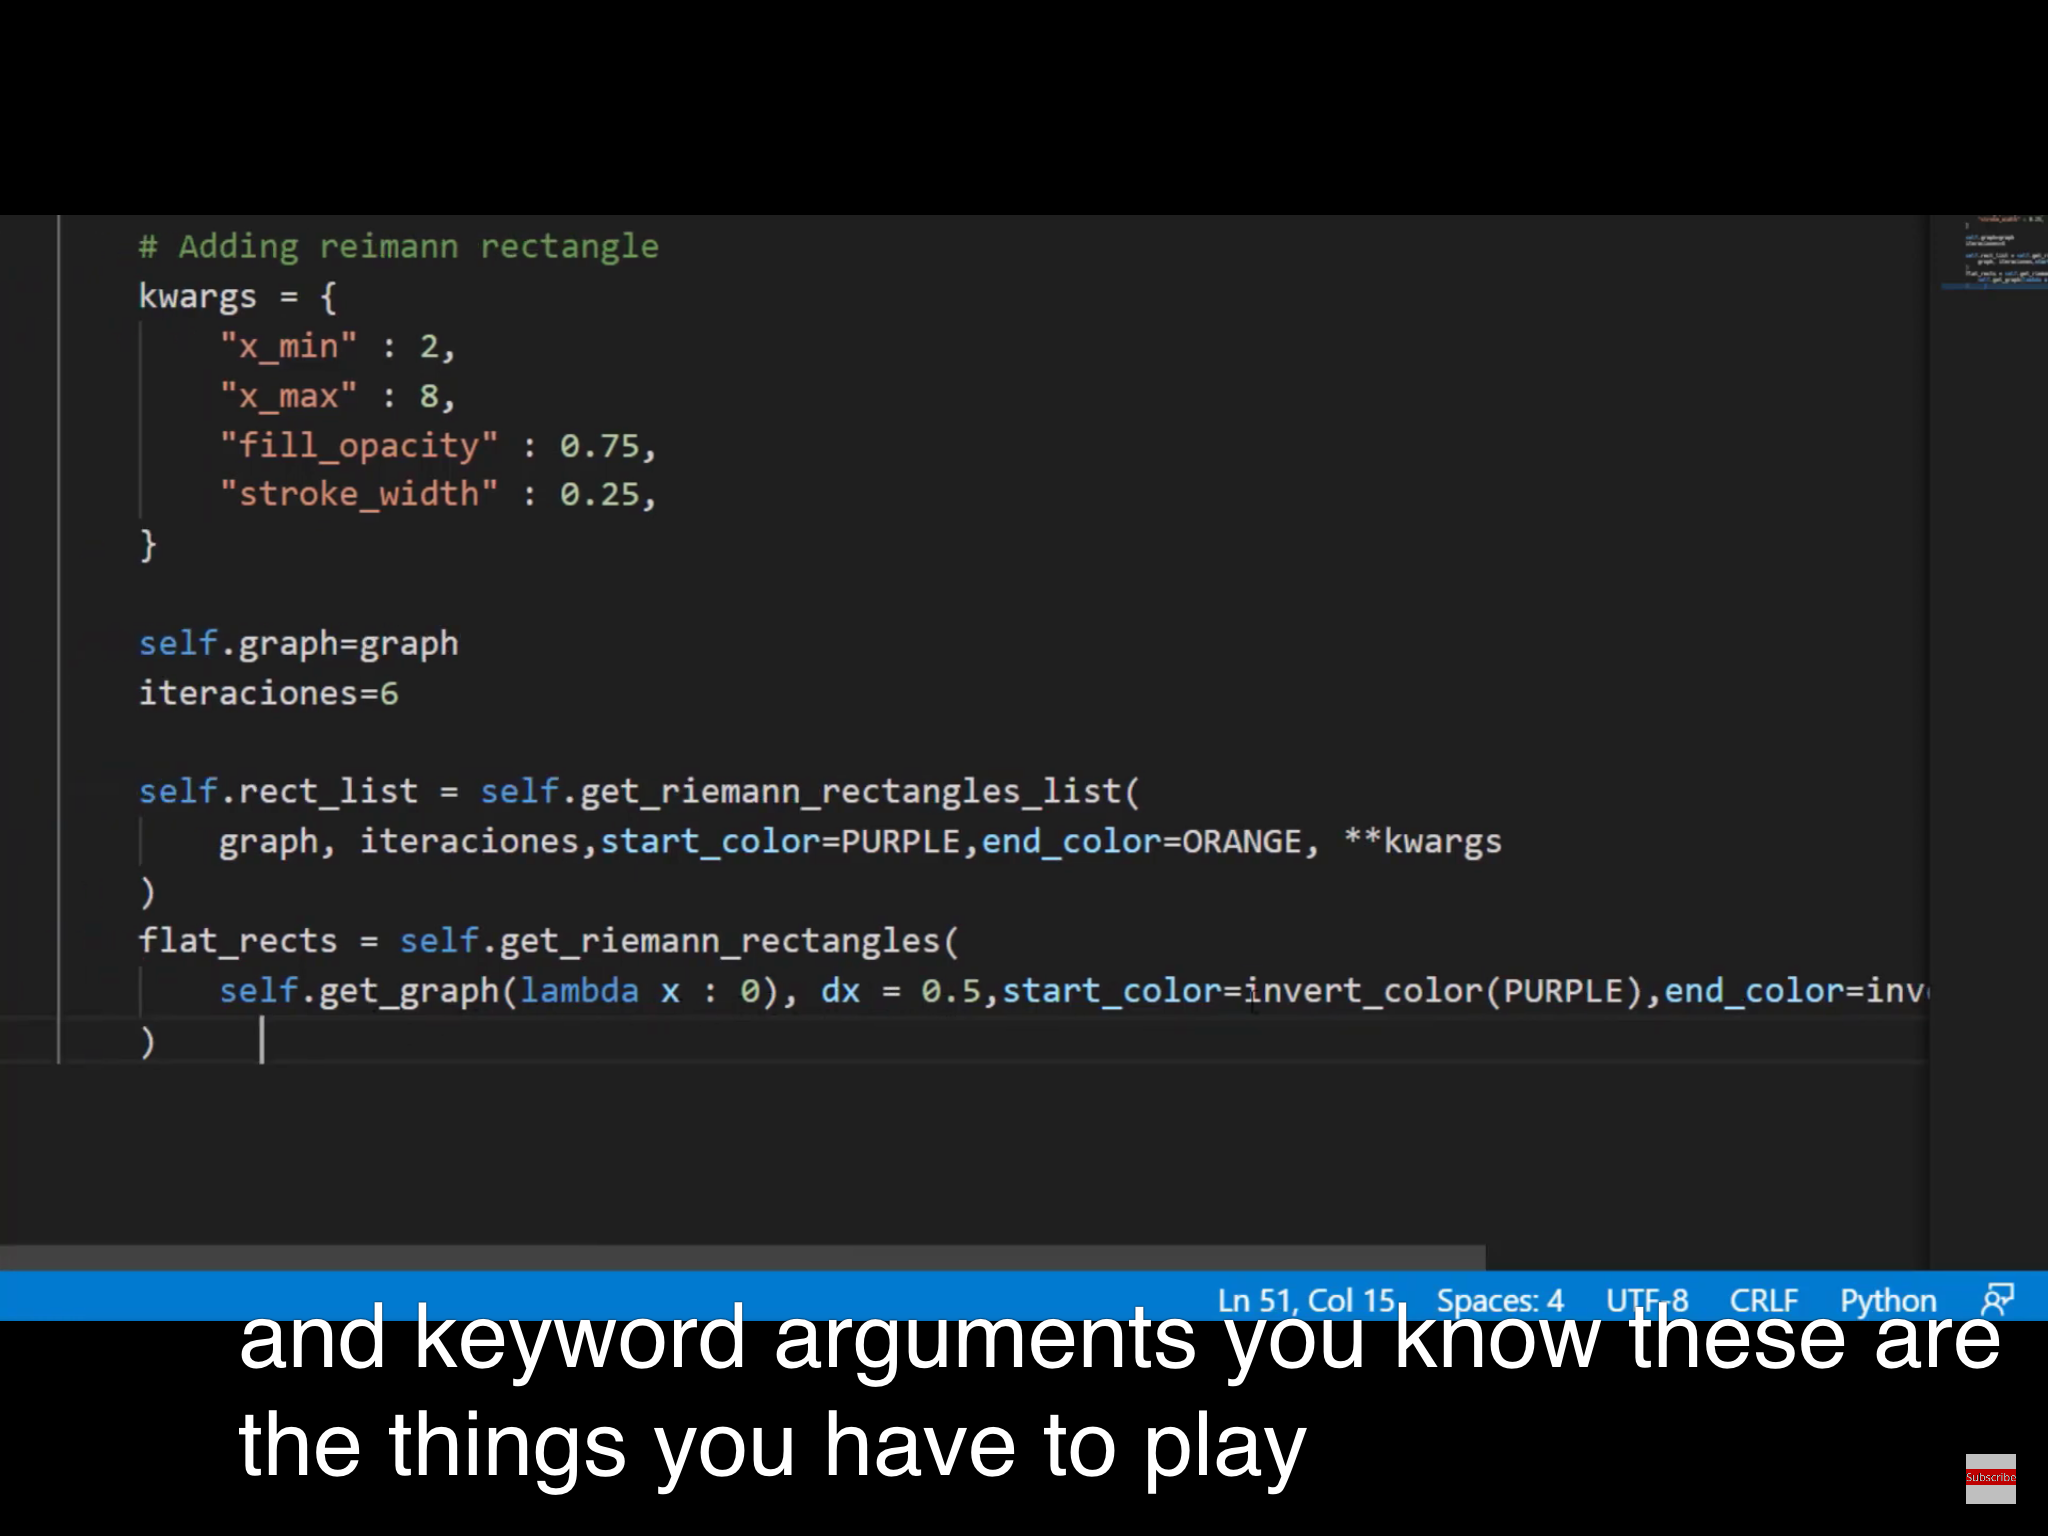 # Adding reimann rectangle
kwargs = {
"x_min" : 2,
"x_max" : 8,
"fill_opacity" : 0.75,
"stroke_width" : 0.25,
}
self.graph=graph
iteraciones=6
self.rect_list = self.get_riemann_rectangles_list(
graph, iteraciones,start_color=PURPLE,end_color=ORANGE, **kwargs
)
flat_rects = self.get_riemann_rectangles(
self.get_graph(lambda x : 0), dx = 0.5,start_color=invert_color(PURPLE),end_color=inv
)
Ln 51, Col 15 Spaces: 4 UTF-8 CRLF Python
and keyword arguments you know these are
the things you have to play
Subscribe